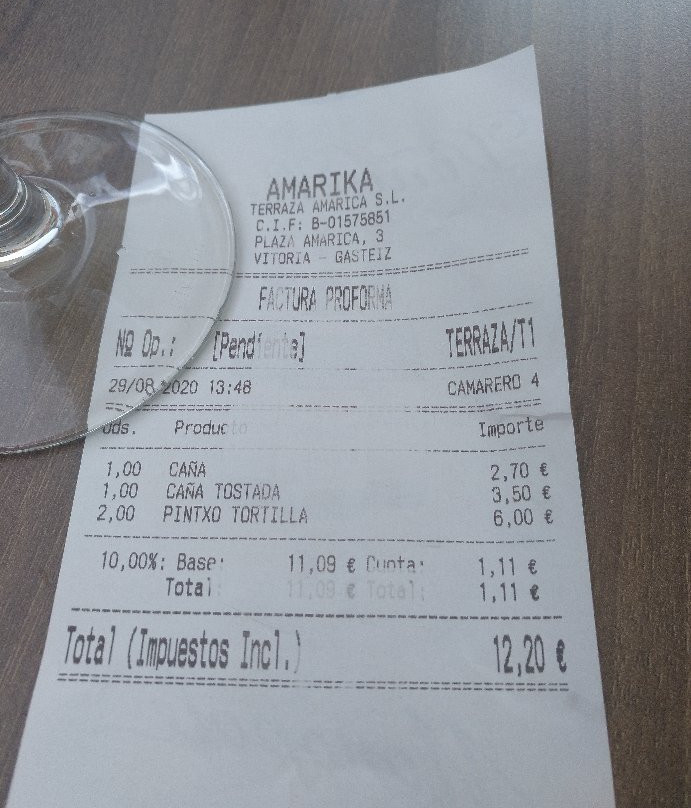 AMARIKA
TERRAZA AMARICA S.L.
C.I.F: B-01575851
PLAZA AMARICA, 3
VITORIA - GASTEIZ
FACTURA PROFORMA
Nº Op.: [Pendiente] TERRAZA/T1
29/08/2020 13:48 CAMARERO 4
Uds. Producto Importe
1,00 CAÑA 2,70 €
1,00 CAÑA TOSTADA 3,50 €
2,00 PINTXO TORTILLA 6,00 €
10,00%: Base: 11,09 € Cuota: 1,11 €
Total: 11,09 € Total: 1,11 €
Total (Impuestos Incl.) 12,20 €